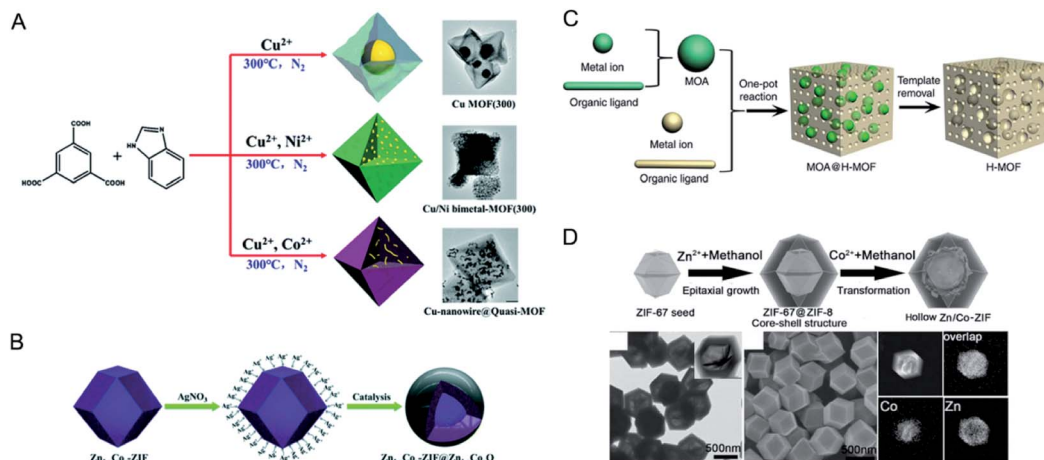 A
COOH
HOOC
COOH
+
N
N
H
Cu²⁺
300°C, N₂
Cu MOF(300)
Cu²⁺, Ni²⁺
300°C, N₂
Cu/Ni bimetal-MOF(300)
Cu²⁺, Co²⁺
300°C, N₂
Cu-nanowire@Quasi-MOF
B
AgNO₃
Catalysis
C
Metal ion
Organic ligand
MOA
Metal ion
Organic ligand
One-pot
reaction
MOA@H-MOF
Template
removal
H-MOF
D
ZIF-67 seed
Zn²⁺+Methanol
Epitaxial growth
ZIF-67@ZIF-8
Core-shell structure
Co²⁺+Methanol
Transformation
Hollow Zn/Co-ZIF
500nm
500nm
overlap
Co
Zn